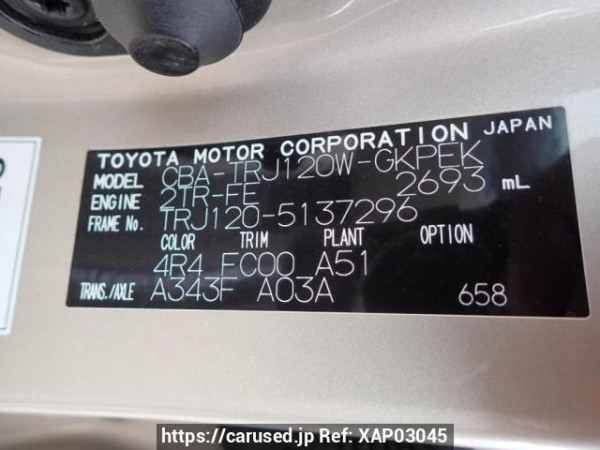 TOYOTA MOTOR CORPORATION JAPAN
MODEL CBA-TRJ120W-GKPEK
ENGINE 2TR-FE 2693 mL
FRAME No. TRJ120-5137296
COLOR TRIM PLANT OPTION
4R4 FC00 A51
TRANS./AXLE A343F A03A 658
https://carused.jp Ref: XAP03045